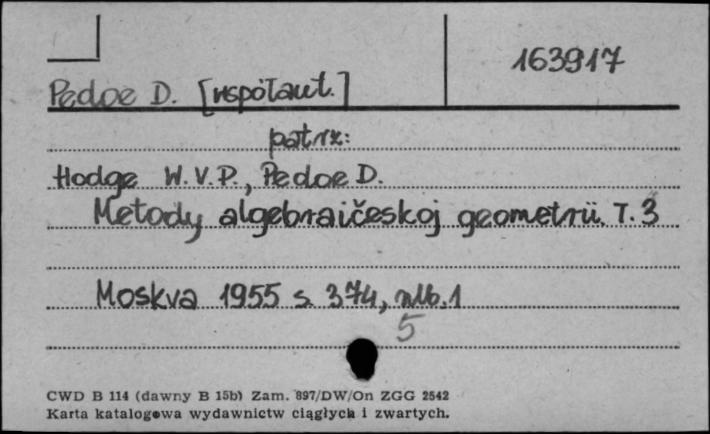 163917
Pedoe D. [współaut.]
patrz:
Hodge W.V.P., Pedoe D.
Metody algebraičeskoj geometrii. T. 3
Moskva 1955 s. 374, nlb. 1
5
CWD B 114 (dawny B 15b) Zam. 897/DW/On ZGG 2542
Karta katalogowa wydawnictw ciągłych i zwartych.